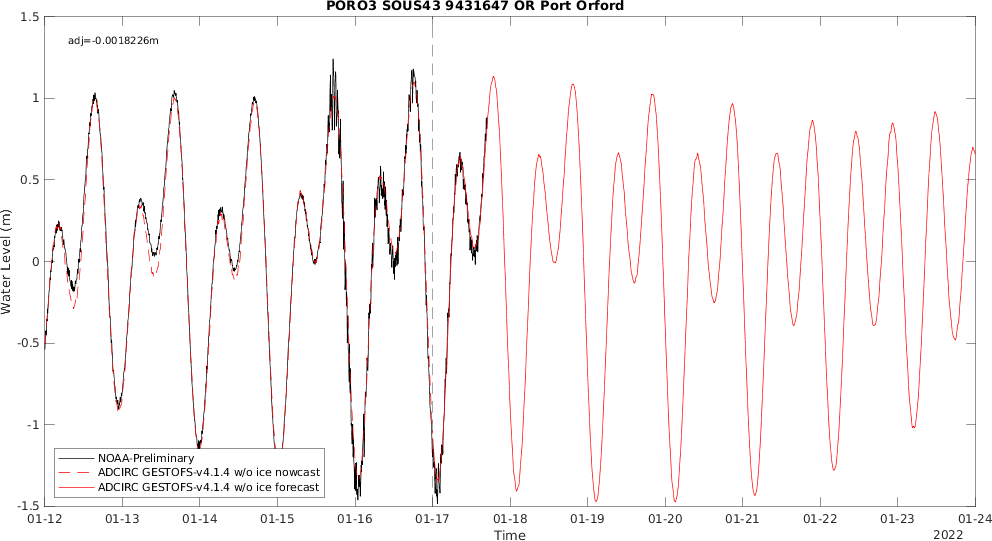 PORO3 SOUS43 9431647 OR Port Orford
adj=-0.0018226m
1.5
1
0.5
0
-0.5
-1
-1.5
Water Level (m)
NOAA-Preliminary
ADCIRC GESTOFS-v4.1.4 w/o ice nowcast
ADCIRC GESTOFS-v4.1.4 w/o ice forecast
01-12 01-13 01-14 01-15 01-16 01-17 01-18 01-19 01-20 01-21 01-22 01-23 01-24
Time
2022